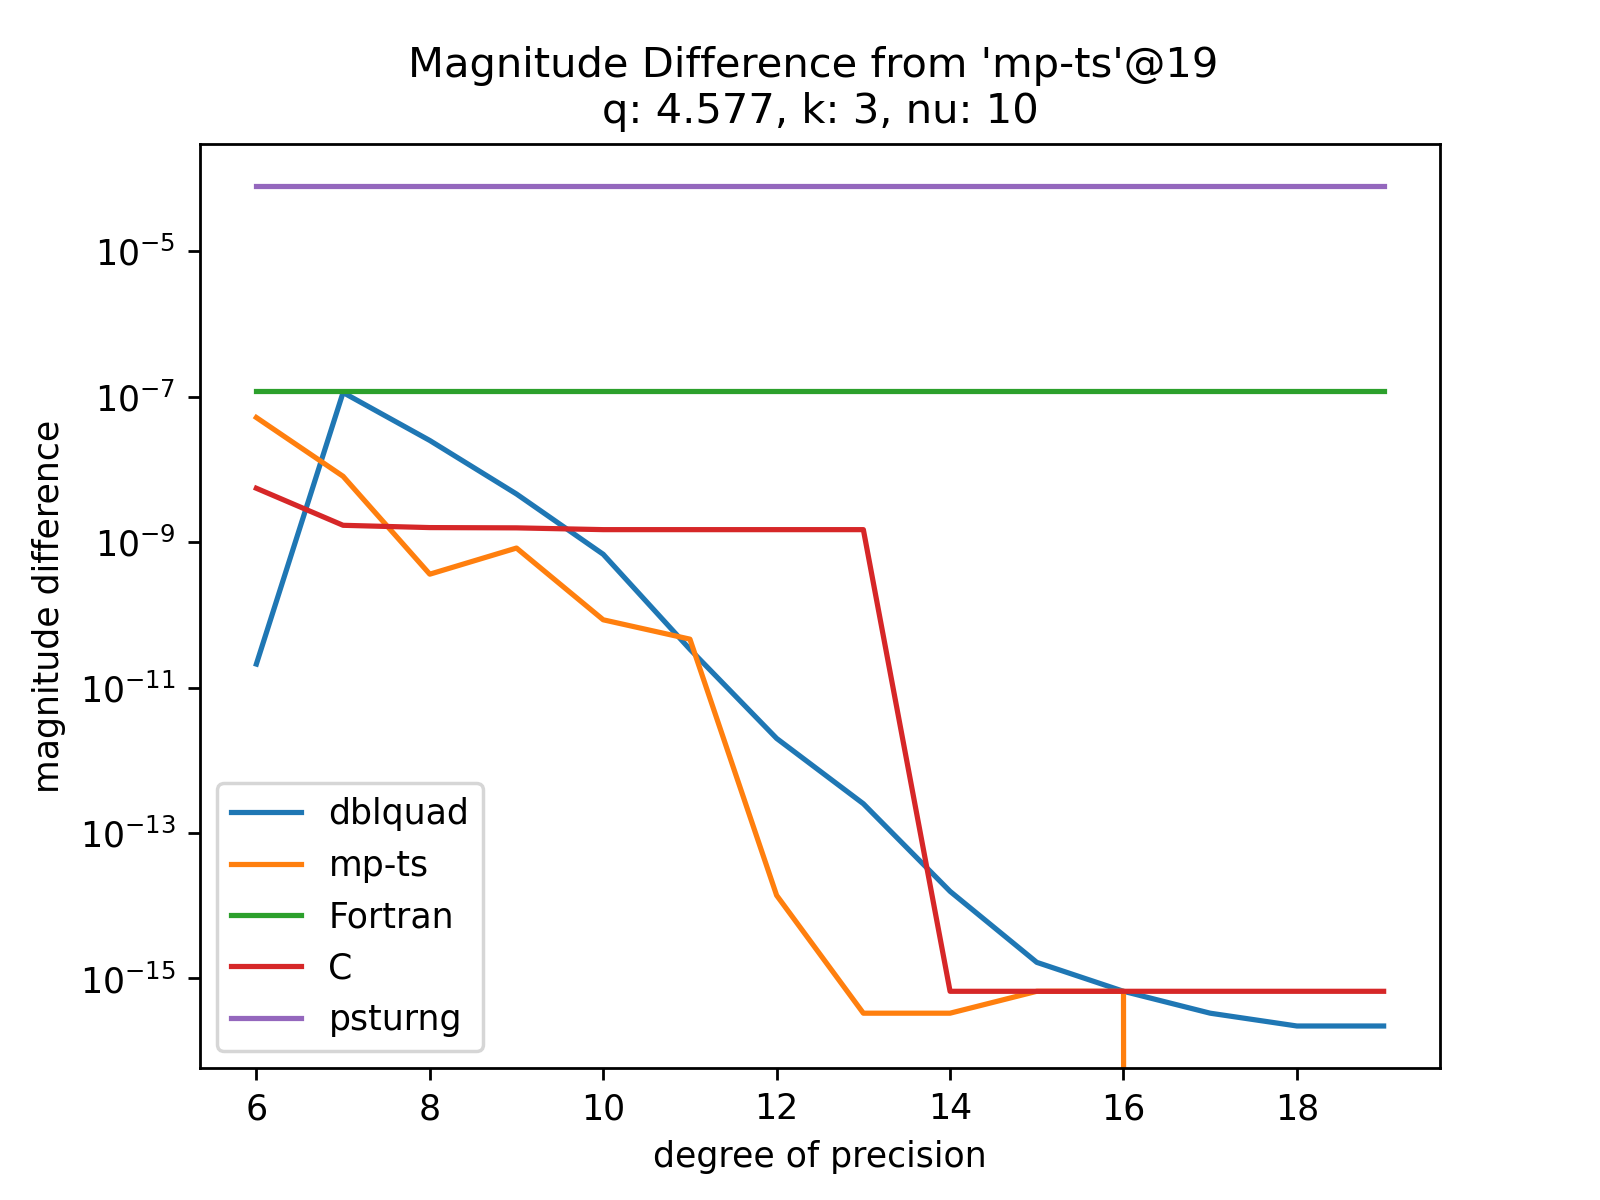 Magnitude Difference from 'mp-ts'@19
q: 4.577, k: 3, nu: 10
magnitude difference
10⁻⁵
10⁻⁷
10⁻⁹
10⁻¹¹
10⁻¹³
10⁻¹⁵
dblquad
mp-ts
Fortran
C
psturng
6 8 10 12 14 16 18
degree of precision